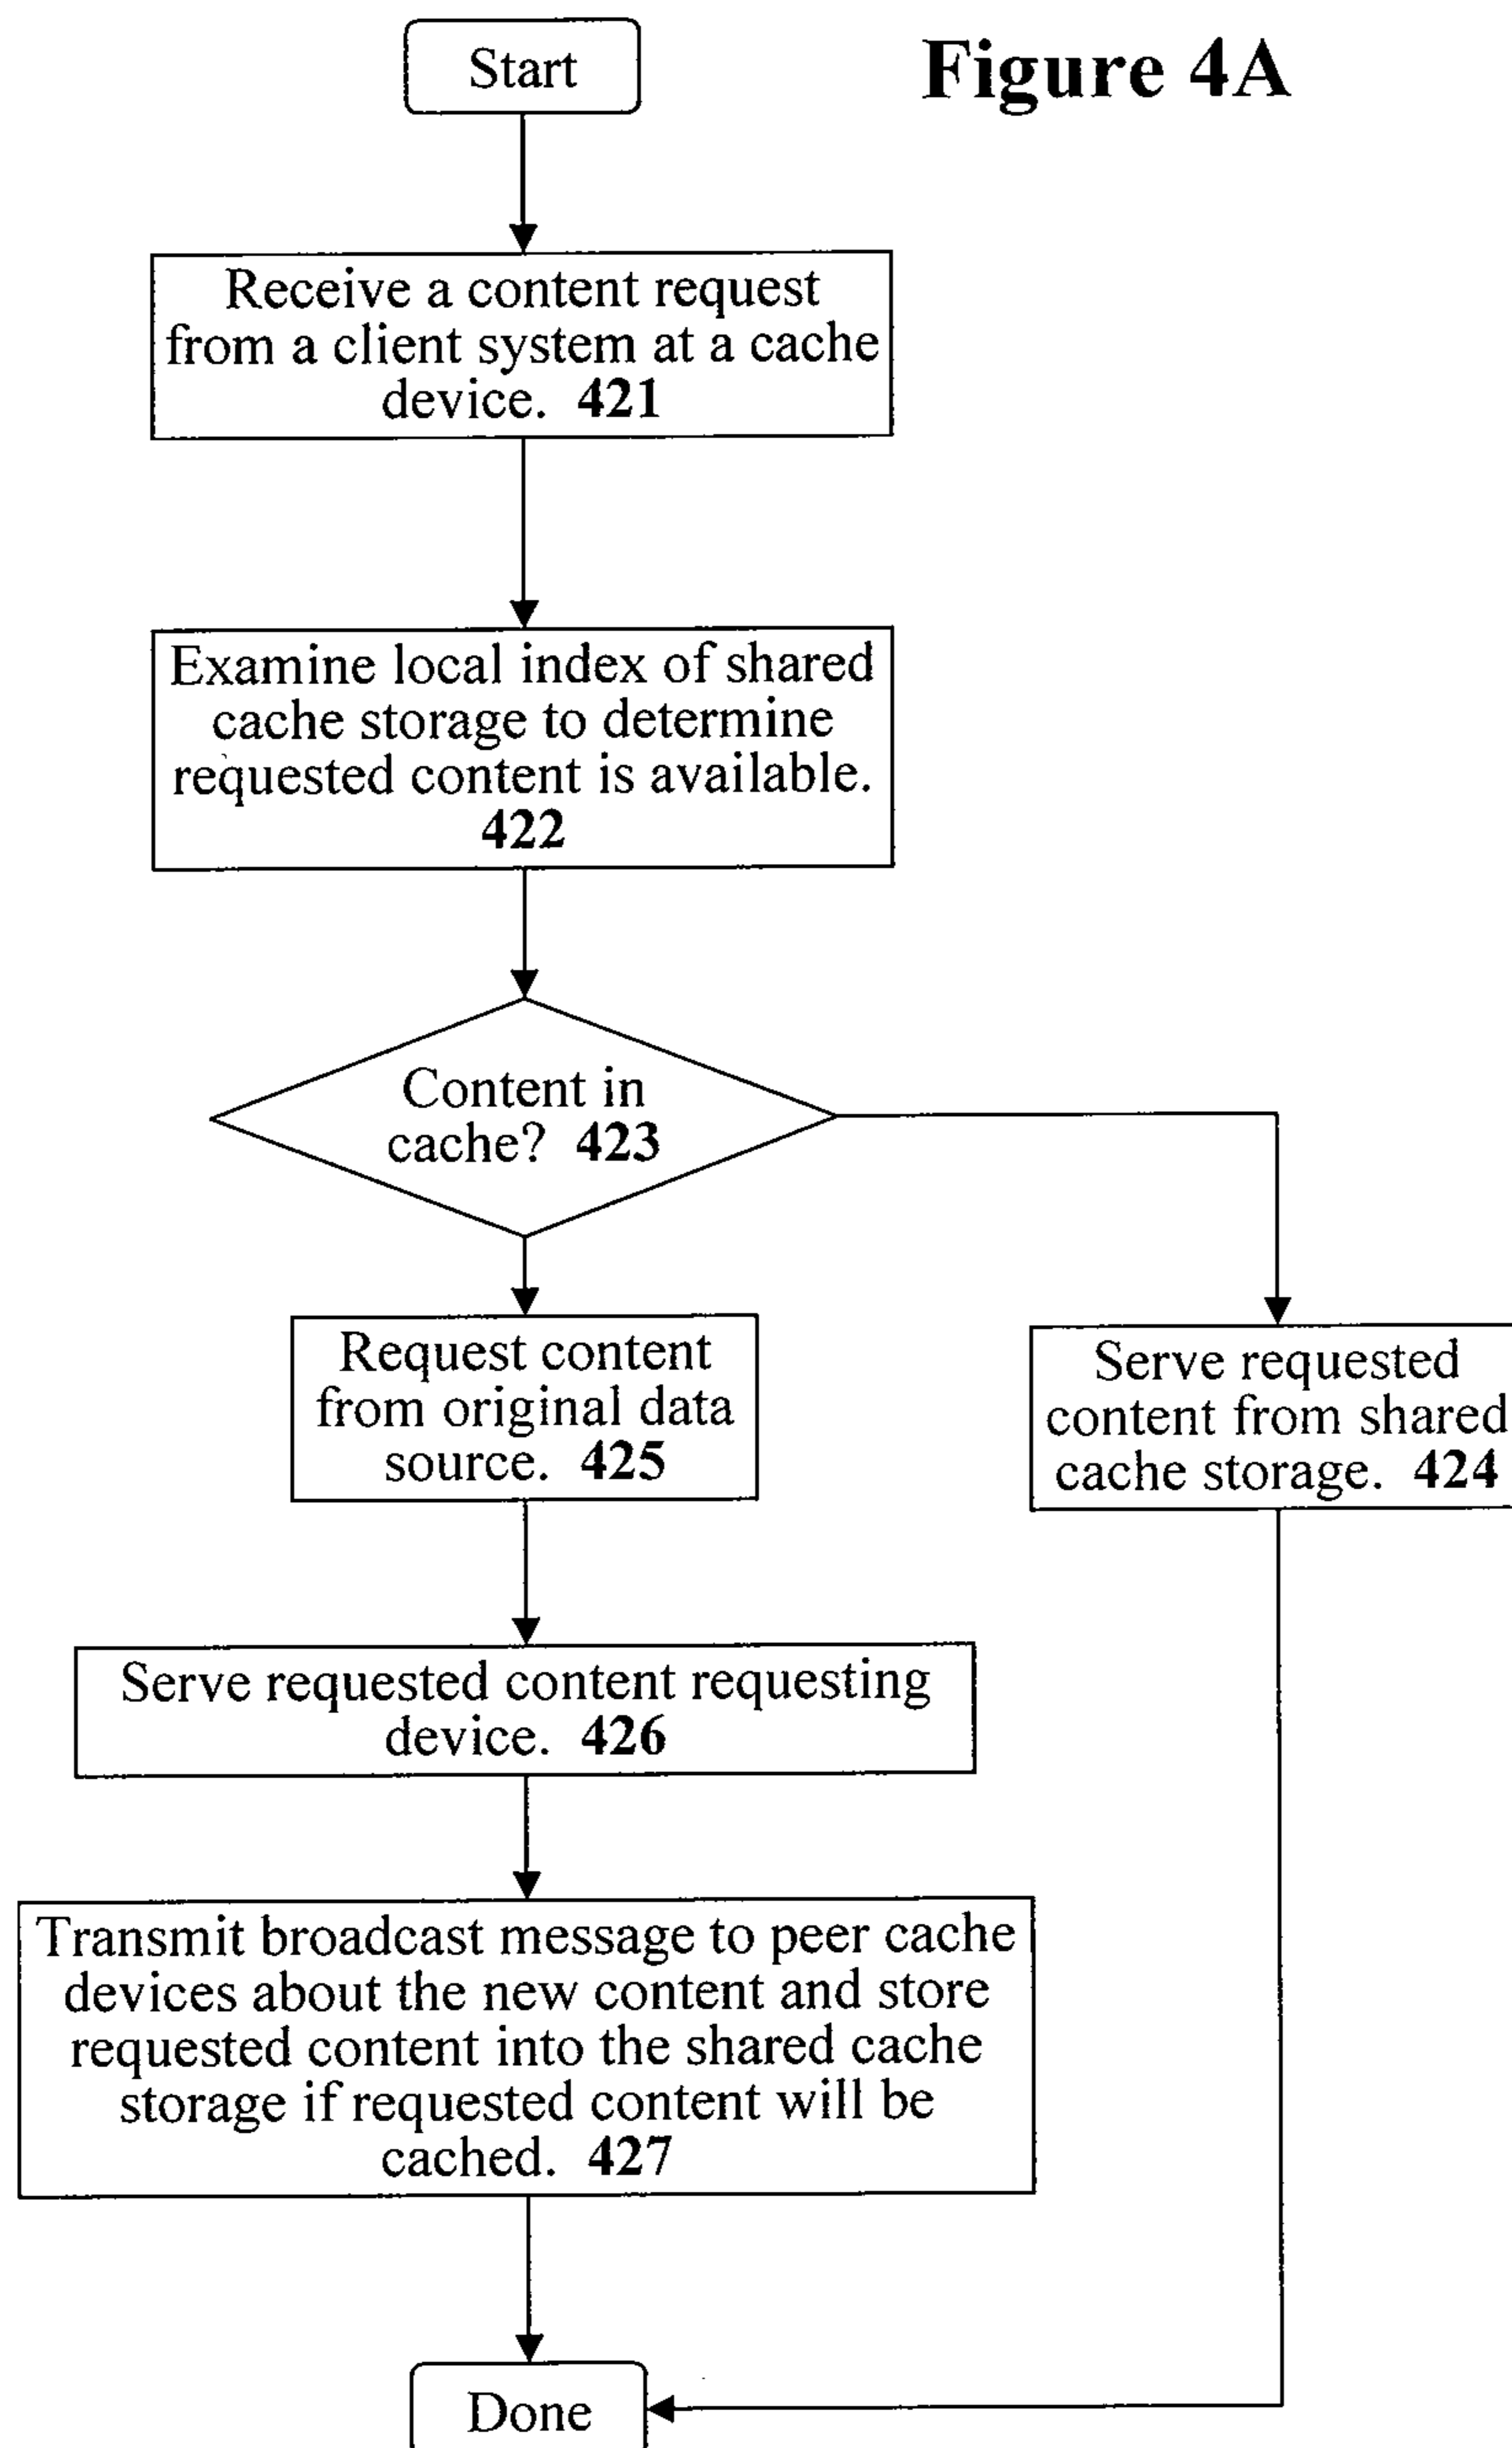 Start
Figure 4A
Receive a content request
from a client system at a cache
device. 421
Examine local index of shared
cache storage to determine
requested content is available.
422
Content in
cache? 423
Request content
from original data
source. 425
Serve requested
content from shared
cache storage. 424
Serve requested content requesting
device. 426
Transmit broadcast message to peer cache
devices about the new content and store
requested content into the shared cache
storage if requested content will be
cached. 427
Done